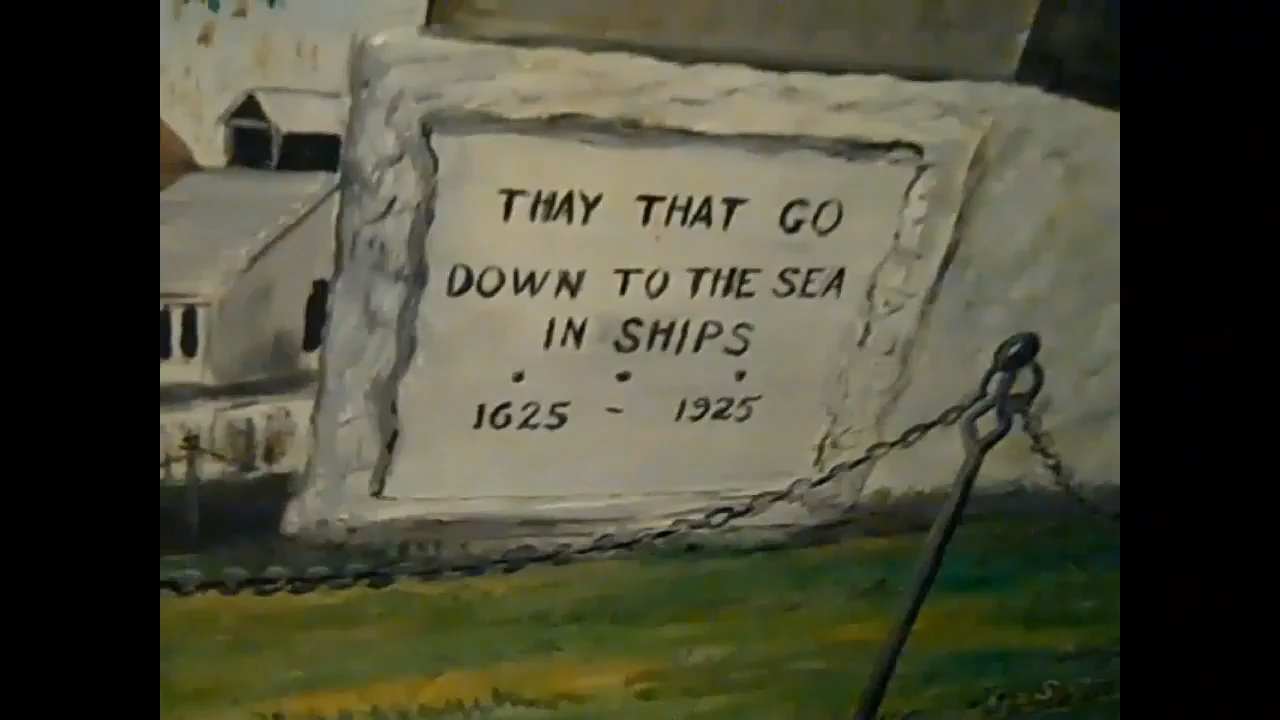 THAY THAT GO
DOWN TO THE SEA
IN SHIPS
• • •
1625 - 1925